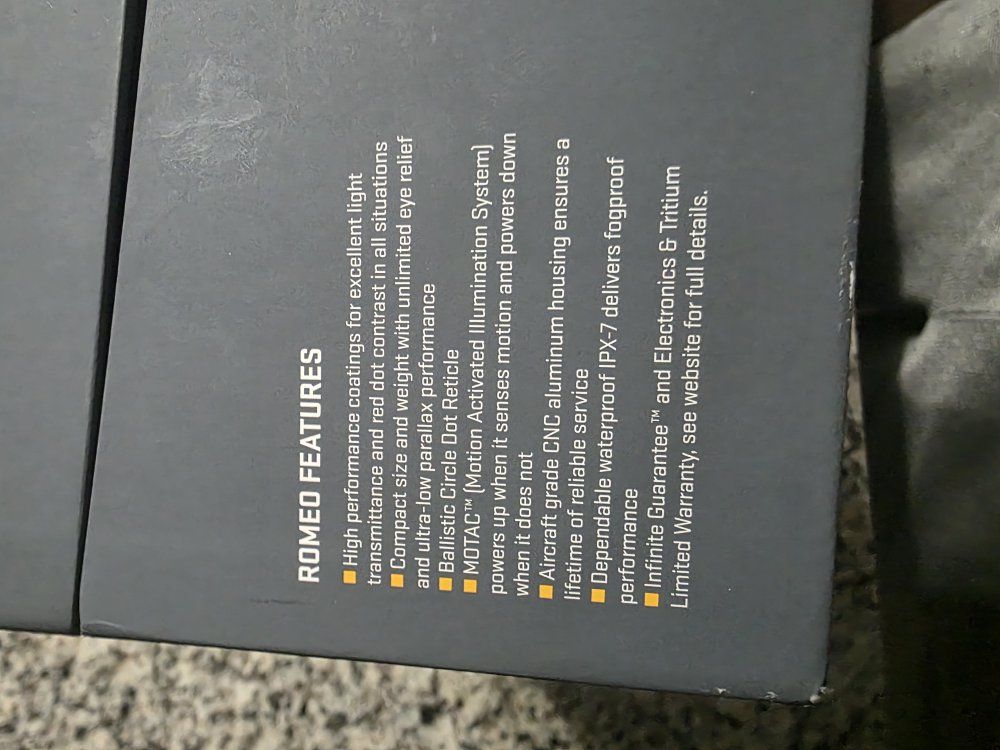 ROMEO FEATURES
■ High performance coatings for excellent light
transmittance and red dot contrast in all situations
■ Compact size and weight with unlimited eye relief
and ultra-low parallax performance
■ Ballistic Circle Dot Reticle
■ MOTAC™ (Motion Activated Illumination System)
powers up when it senses motion and powers down
when it does not
■ Aircraft grade CNC aluminum housing ensures a
lifetime of reliable service
■ Dependable waterproof IPX-7 delivers fogproof
performance
■ Infinite Guarantee™ and Electronics & Tritium
Limited Warranty, see website for full details.